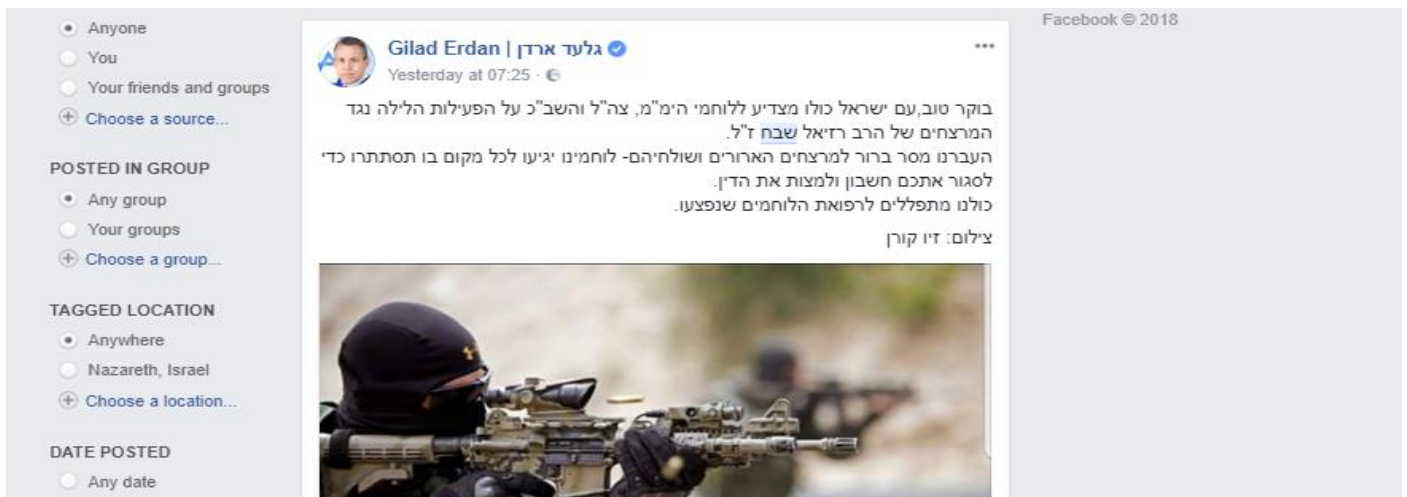 Anyone
You
Your friends and groups
Choose a source...
POSTED IN GROUP
Any group
Your groups
Choose a group...
TAGGED LOCATION
Anywhere
Nazareth, Israel
Choose a location...
DATE POSTED
Any date
Gilad Erdan | גלעד ארדן
Yesterday at 07:25
בוקר טוב,עם ישראל כולו מצדיע ללוחמי הימ"מ, צה"ל והשב"כ על הפעילות הלילה נגד
המרצחים של הרב רזיאל שבח ז"ל.
העברנו מסר ברור למרצחים הארורים ושולחיהם- לוחמינו יגיעו לכל מקום בו תסתתרו כדי
לסגור אתכם חשבון ולמצות את הדין.
כולנו מתפללים לרפואת הלוחמים שנפצעו.
צילום: זיו קורן
Facebook © 2018